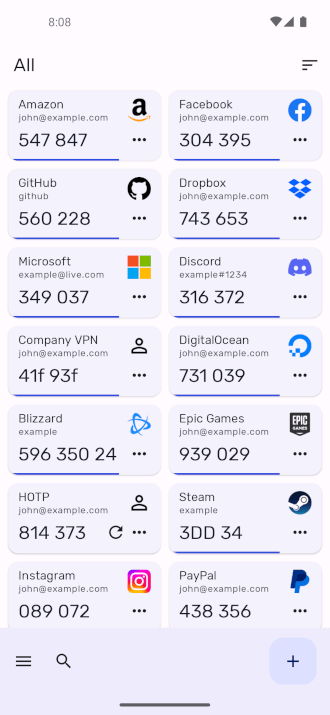 8:08
All
Amazon
john@example.com
547 847
Facebook
john@example.com
304 395
GitHub
github
560 228
Dropbox
john@example.com
743 653
Microsoft
example@live.com
349 037
Discord
example#1234
316 372
Company VPN
john@example.com
41f 93f
DigitalOcean
john@example.com
731 039
Blizzard
example
596 350 24
Epic Games
john@example.com
EPIC
GAMES
939 029
HOTP
john@example.com
814 373
Steam
example
3DD 34
Instagram
john@example.com
089 072
PayPal
john@example.com
438 356